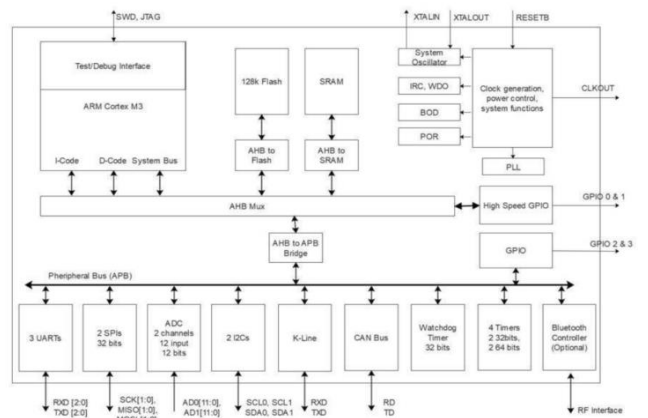 SWD, JTAG
XTALIN
XTALOUT
RESETB
Test/Debug Interface
ARM Cortex M3
I-Code
D-Code
System Bus
128k Flash
SRAM
System
Oscillator
IRC, WDO
BOD
POR
Clock generation,
power control,
system functions
CLKOUT
PLL
AHB to
Flash
AHB to
SRAM
AHB Mux
High Speed GPIO
GPIO 0 & 1
AHB to APB
Bridge
GPIO
GPIO 2 & 3
Pheripheral Bus (APB)
3 UARTs
2 SPIs
32 bits
ADC
2 channels
12 input
12 bits
2 I2Cs
K-Line
CAN Bus
Watchdog
Timer
32 bits
4 Timers
2 32bits,
2 64 bits
Bluetooth
Controller
(Optional)
RXD [2:0]
TXD [2:0]
SCK[1:0],
MISO[1:0],
AD0[11:0],
AD1[11:0]
SCL0, SCL1
SDA0, SDA1
RXD
TXD
RD
TD
RF Interface